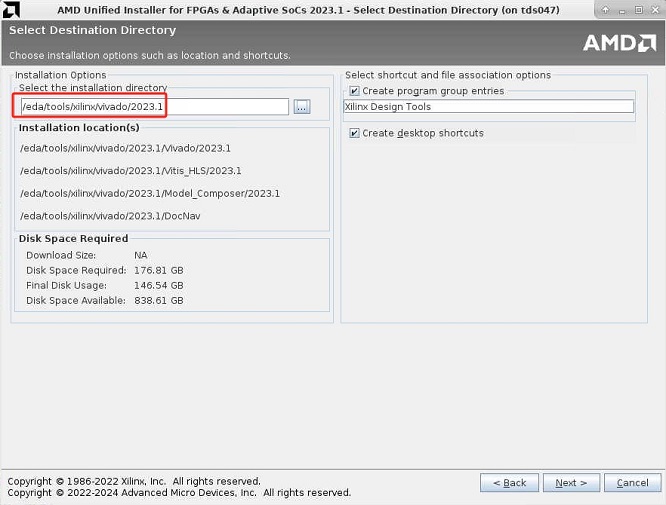 AMD Unified Installer for FPGAs & Adaptive SoCs 2023.1 - Select Destination Directory (on tds047)
Select Destination Directory
Choose installation options such as location and shortcuts.
AMD
Installation Options
Select the installation directory
/eda/tools/xilinx/vivado/2023.1
...
Installation location(s)
/eda/tools/xilinx/vivado/2023.1/Vivado/2023.1
/eda/tools/xilinx/vivado/2023.1/Vitis_HLS/2023.1
/eda/tools/xilinx/vivado/2023.1/Model_Composer/2023.1
/eda/tools/xilinx/vivado/2023.1/DocNav
Disk Space Required
Download Size: NA
Disk Space Required: 176.81 GB
Final Disk Usage: 146.54 GB
Disk Space Available: 838.61 GB
Select shortcut and file association options
Create program group entries
Xilinx Design Tools
Create desktop shortcuts
Copyright © 1986-2022 Xilinx, Inc. All rights reserved.
Copyright © 2022-2024 Advanced Micro Devices, Inc. All rights reserved.
< Back
Next >
Cancel